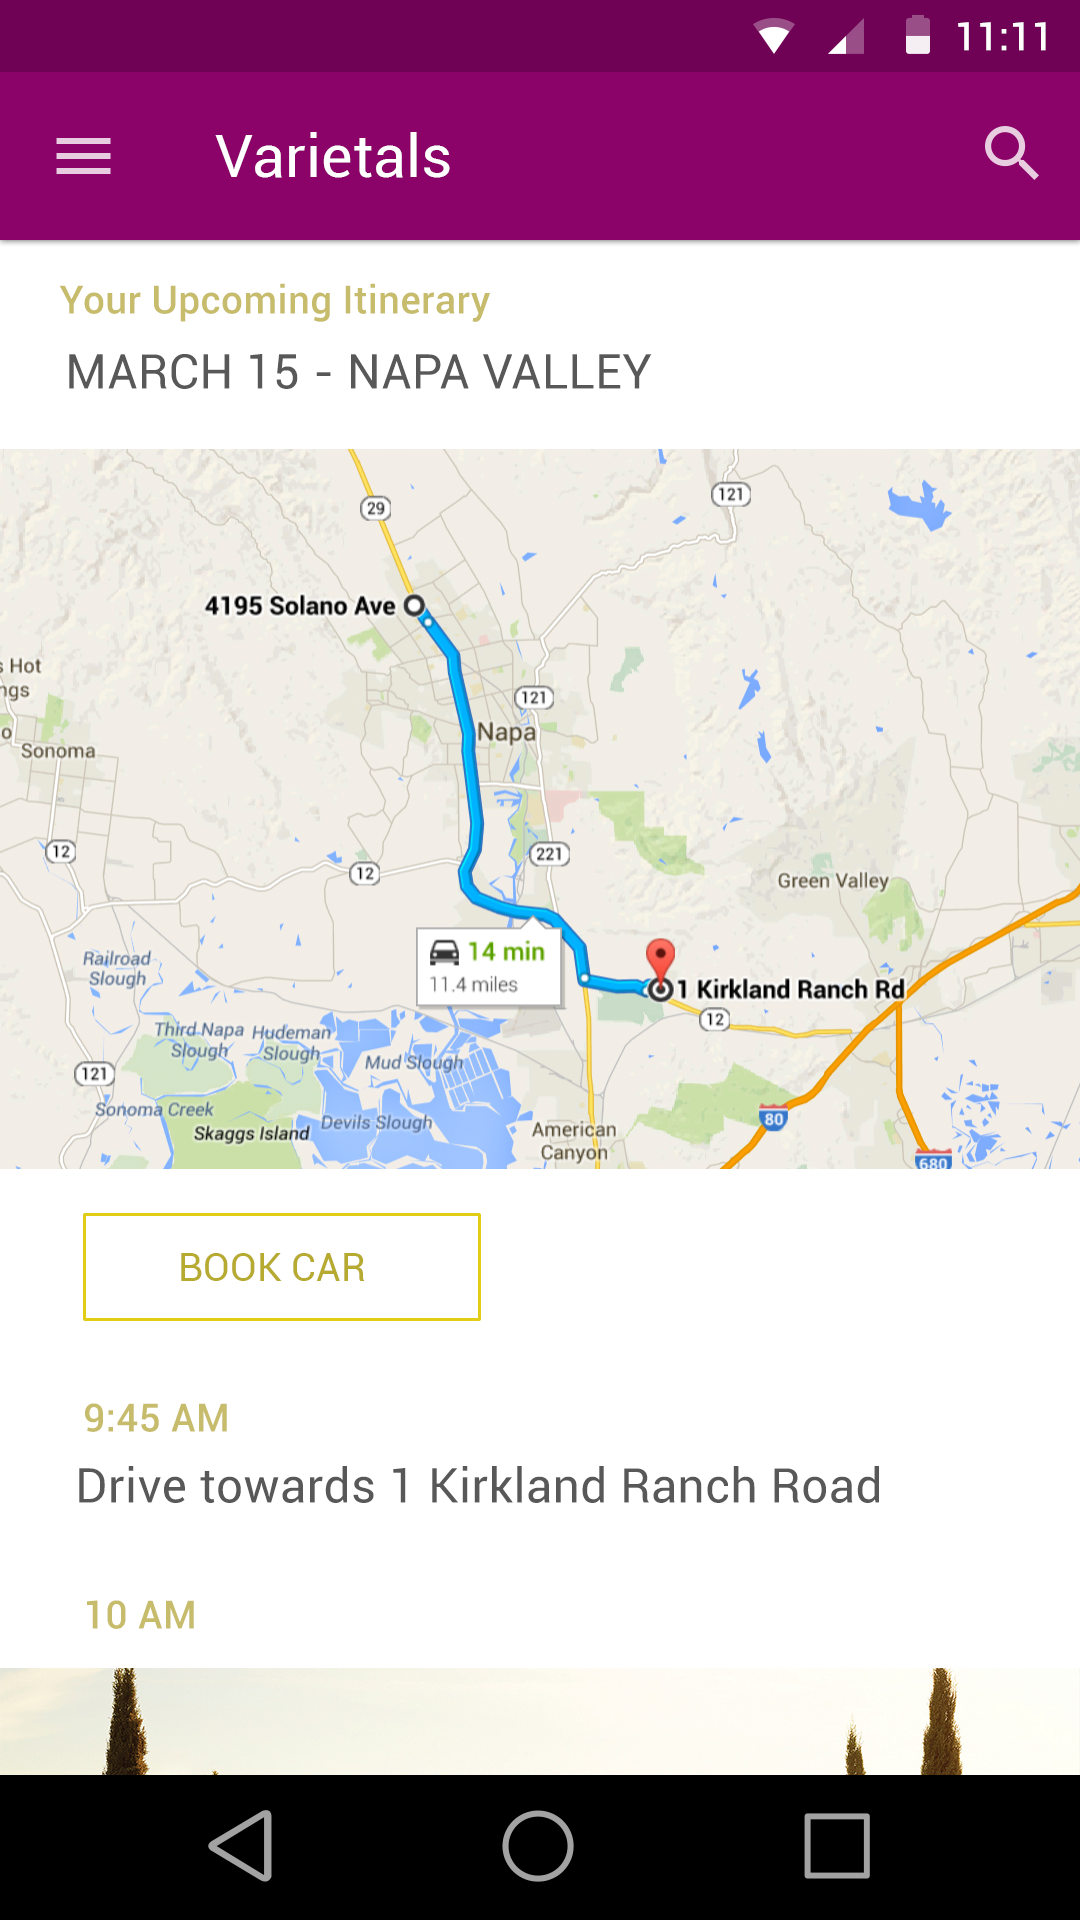 11:11
Varietals
Your Upcoming Itinerary
MARCH 15 - NAPA VALLEY
29
121
4195 Solano Ave
s Hot
ngs
121
o
Sonoma
Napa
12
12
221
Green Valley
14 min
11.4 miles
Railroad
Slough
1 Kirkland Ranch Rd
12
Third Napa
Slough
Hudeman
Slough
Mud Slough
121
Sonoma Creek
Skaggs Island
Devils Slough
American
Canyon
80
680
BOOK CAR
9:45 AM
Drive towards 1 Kirkland Ranch Road
10 AM